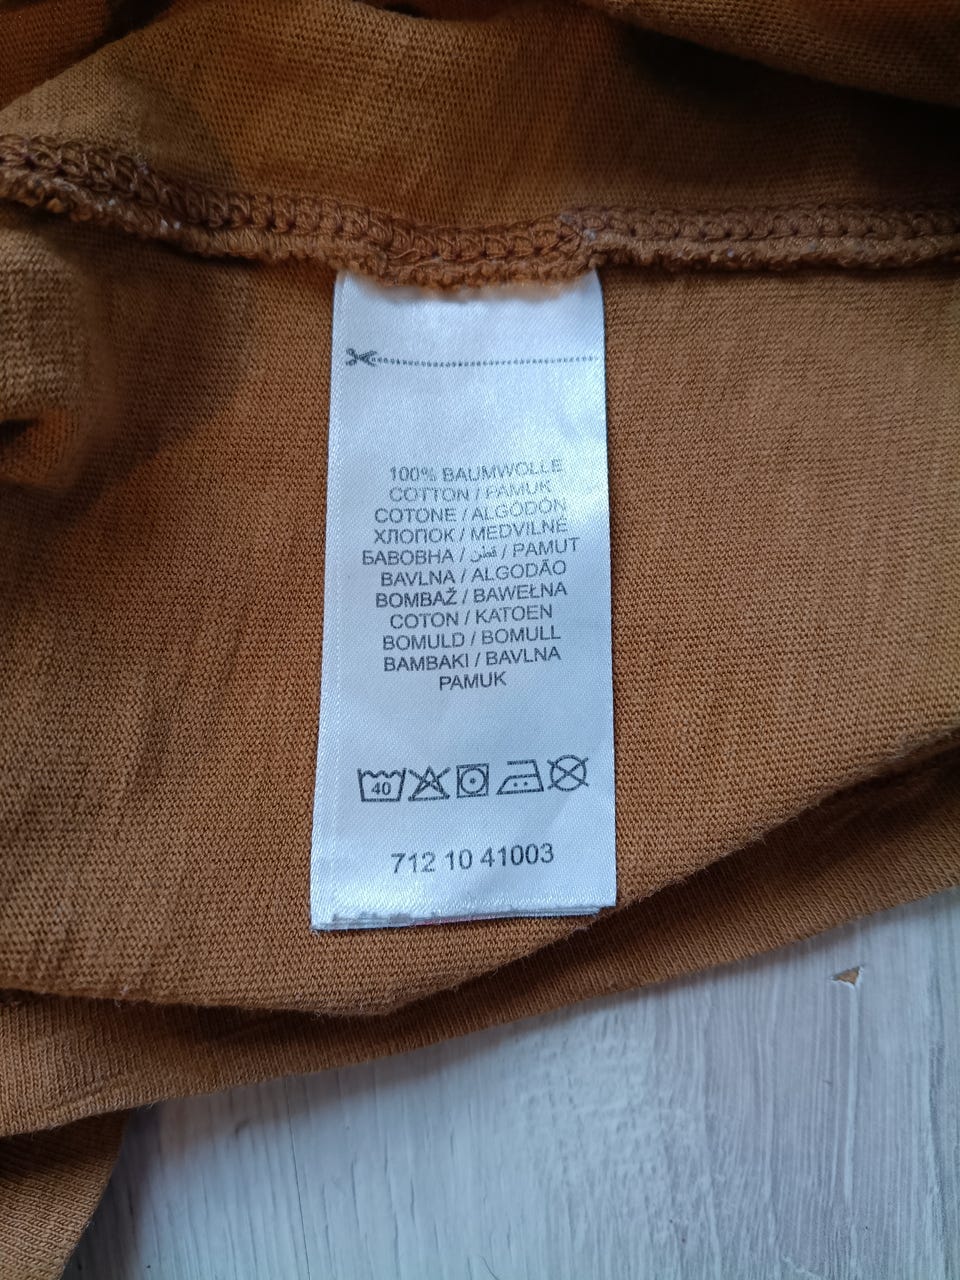 100% BAUMWOLLE
COTTON / PAMUK
COTONE / ALGODÓN
ХЛОПОК / MEDVILNĖ
БАВОВНА / قطن / PAMUT
BAVLNA / ALGODÃO
BOMBAŽ / BAWEŁNA
COTON / KATOEN
BOMULD / BOMULL
BAMBAKI / BAVLNA
PAMUK
40
712 10 41003